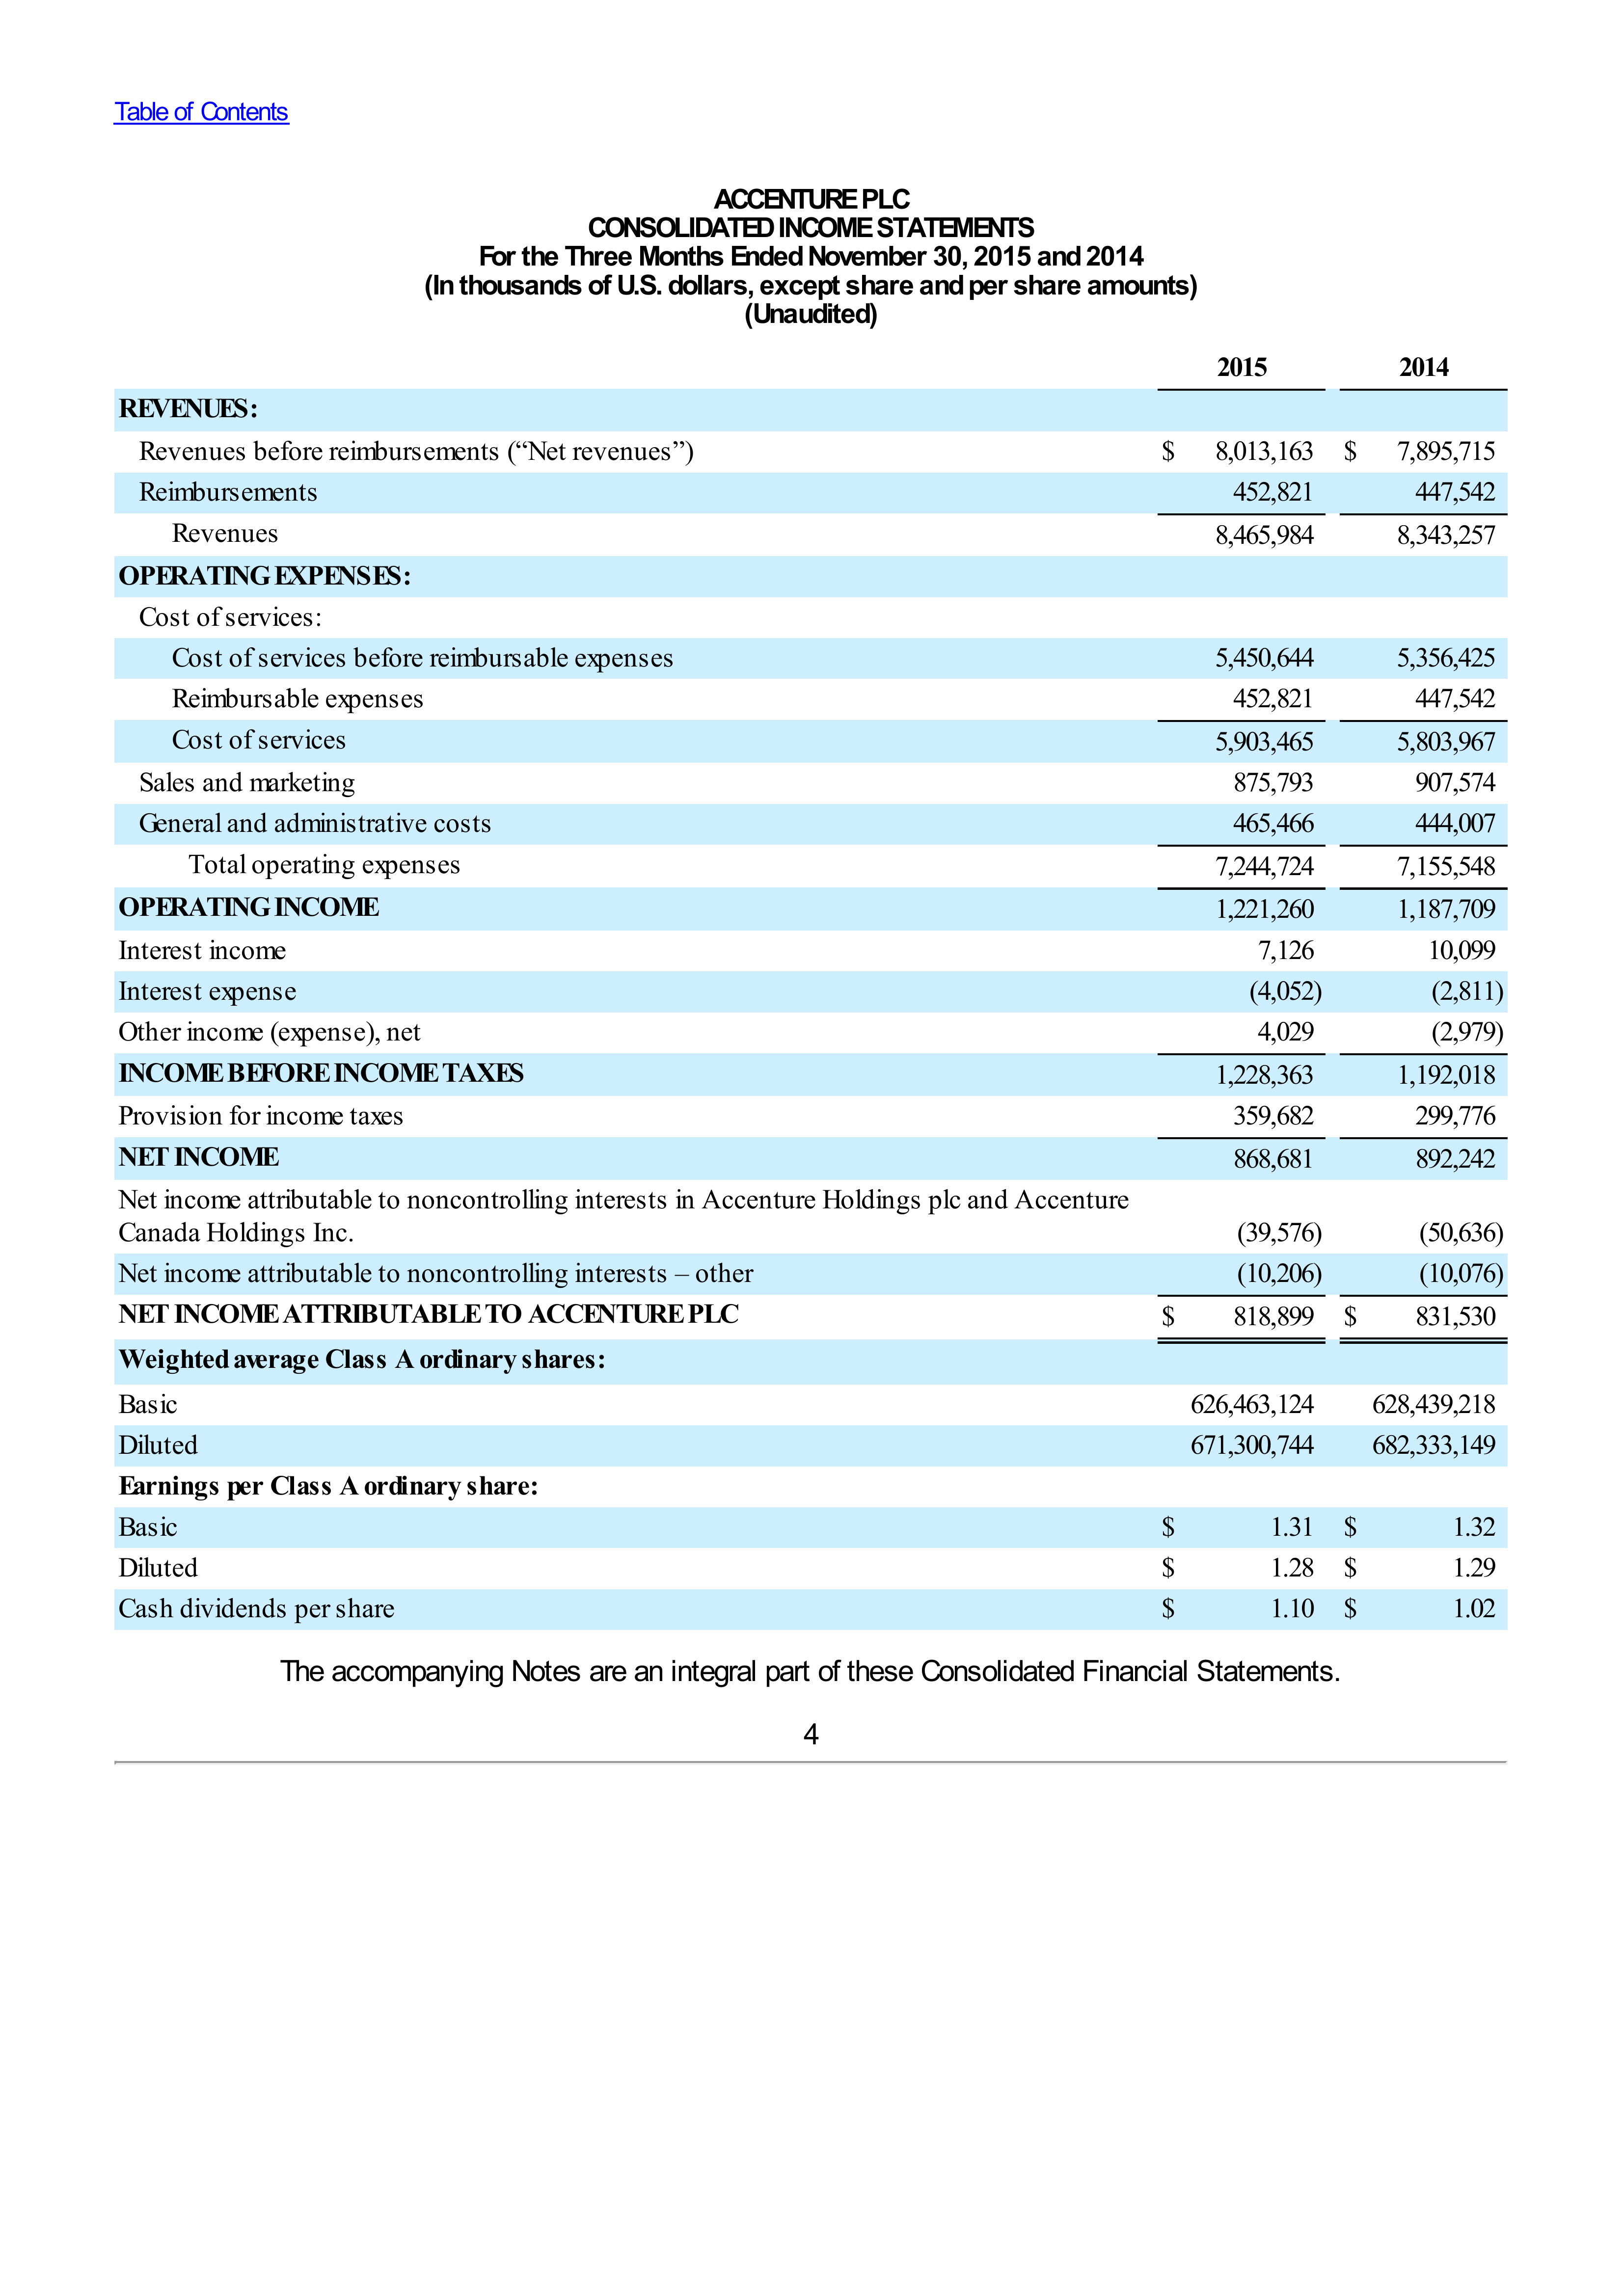 Table of Contents
ACCENTURE PLC
CONSOLIDATED INCOME STATEMENTS
For the Three Months Ended November 30, 2015 and 2014
(In thousands of U.S. dollars, except share and per share amounts)
(Unaudited)
2015 2014
REVENUES:
Revenues before reimbursements (“Net revenues”) $ 8,013,163 $ 7,895,715
Reimbursements 452,821 447,542
Revenues 8,465,984 8,343,257
OPERATING EXPENSES:
Cost of services:
Cost of services before reimbursable expenses 5,450,644 5,356,425
Reimbursable expenses 452,821 447,542
Cost of services 5,903,465 5,803,967
Sales and marketing 875,793 907,574
General and administrative costs 465,466 444,007
Total operating expenses 7,244,724 7,155,548
OPERATING INCOME 1,221,260 1,187,709
Interest income 7,126 10,099
Interest expense (4,052) (2,811)
Other income (expense), net 4,029 (2,979)
INCOME BEFORE INCOME TAXES 1,228,363 1,192,018
Provision for income taxes 359,682 299,776
NET INCOME 868,681 892,242
Net income attributable to noncontrolling interests in Accenture Holdings plc and Accenture
Canada Holdings Inc. (39,576) (50,636)
Net income attributable to noncontrolling interests – other (10,206) (10,076)
NET INCOME ATTRIBUTABLE TO ACCENTURE PLC $ 818,899 $ 831,530
Weighted average Class A ordinary shares:
Basic 626,463,124 628,439,218
Diluted 671,300,744 682,333,149
Earnings per Class A ordinary share:
Basic $ 1.31 $ 1.32
Diluted $ 1.28 $ 1.29
Cash dividends per share $ 1.10 $ 1.02
The accompanying Notes are an integral part of these Consolidated Financial Statements.
4